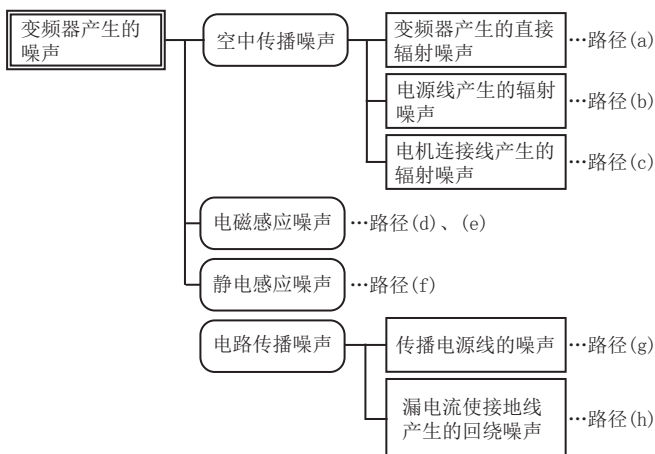 变频器产生的
噪声
空中传播噪声
变频器产生的直接
辐射噪声
…路径(a)
电源线产生的辐射
噪声
…路径(b)
电机连接线产生的
辐射噪声
…路径(c)
电磁感应噪声
…路径(d)、(e)
静电感应噪声
…路径(f)
电路传播噪声
传播电源线的噪声
…路径(g)
漏电流使接地线
产生的回绕噪声
…路径(h)